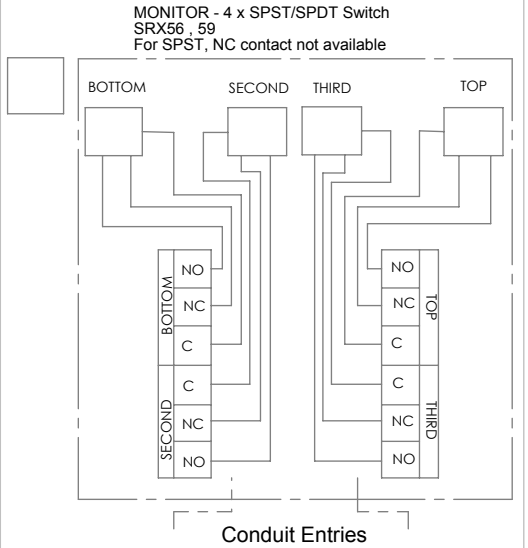 MONITOR - 4 x SPST/SPDT Switch
SRX56 , 59
For SPST, NC contact not available
BOTTOM
SECOND
THIRD
TOP
BOTTOM
NO
NC
C
SECOND
C
NC
NO
TOP
NO
NC
C
THIRD
C
NC
NO
Conduit Entries